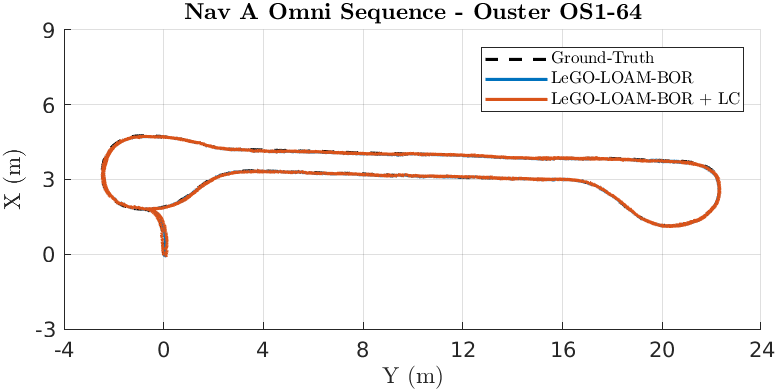 Nav A Omni Sequence - Ouster OS1-64
Ground-Truth
LeGO-LOAM-BOR
LeGO-LOAM-BOR + LC
9
6
3
0
-3
X (m)
-4 0 4 8 12 16 20 24
Y (m)